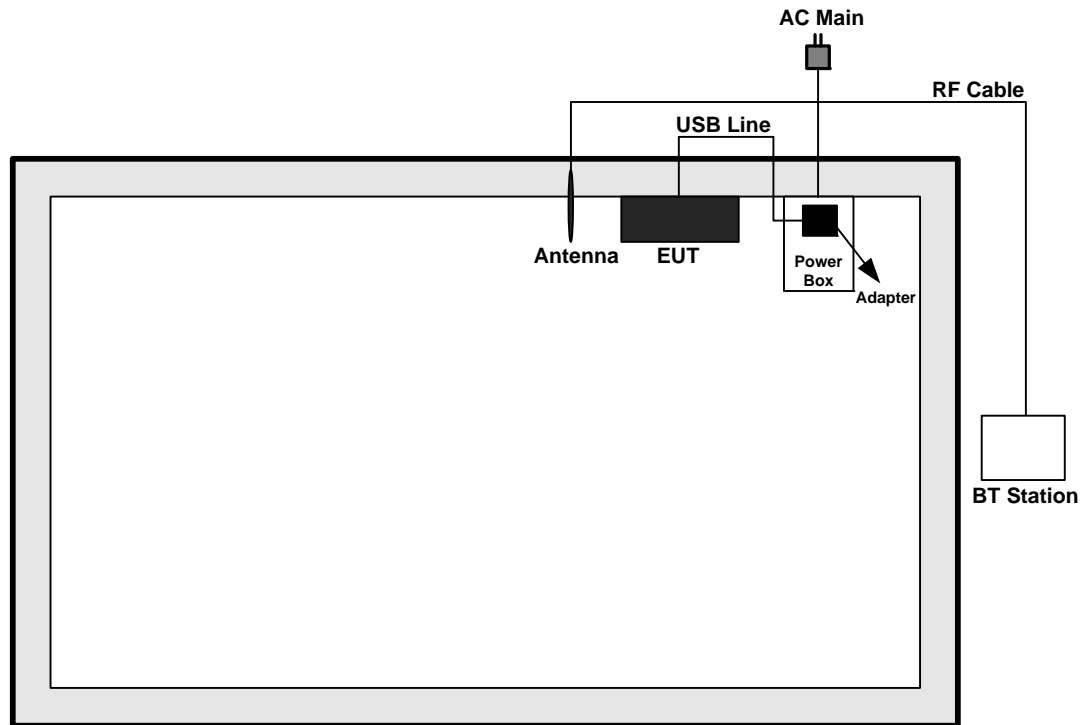 AC Main
RF Cable
USB Line
Antenna
EUT
Power
Box
Adapter
BT Station